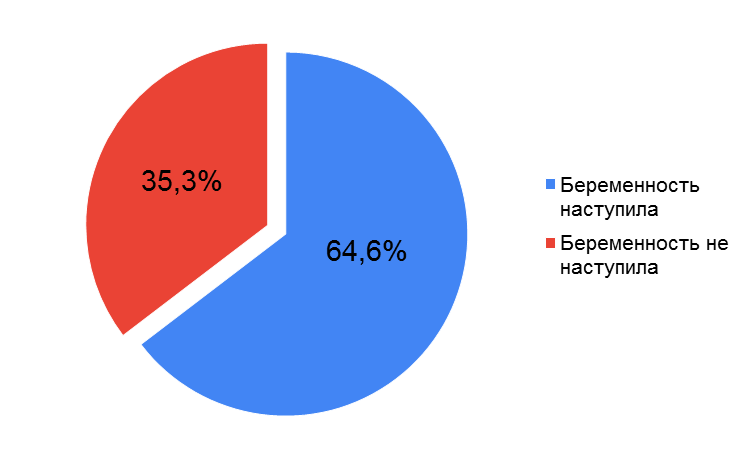 35,3%
64,6%
Беременность
наступила
Беременность не
наступила